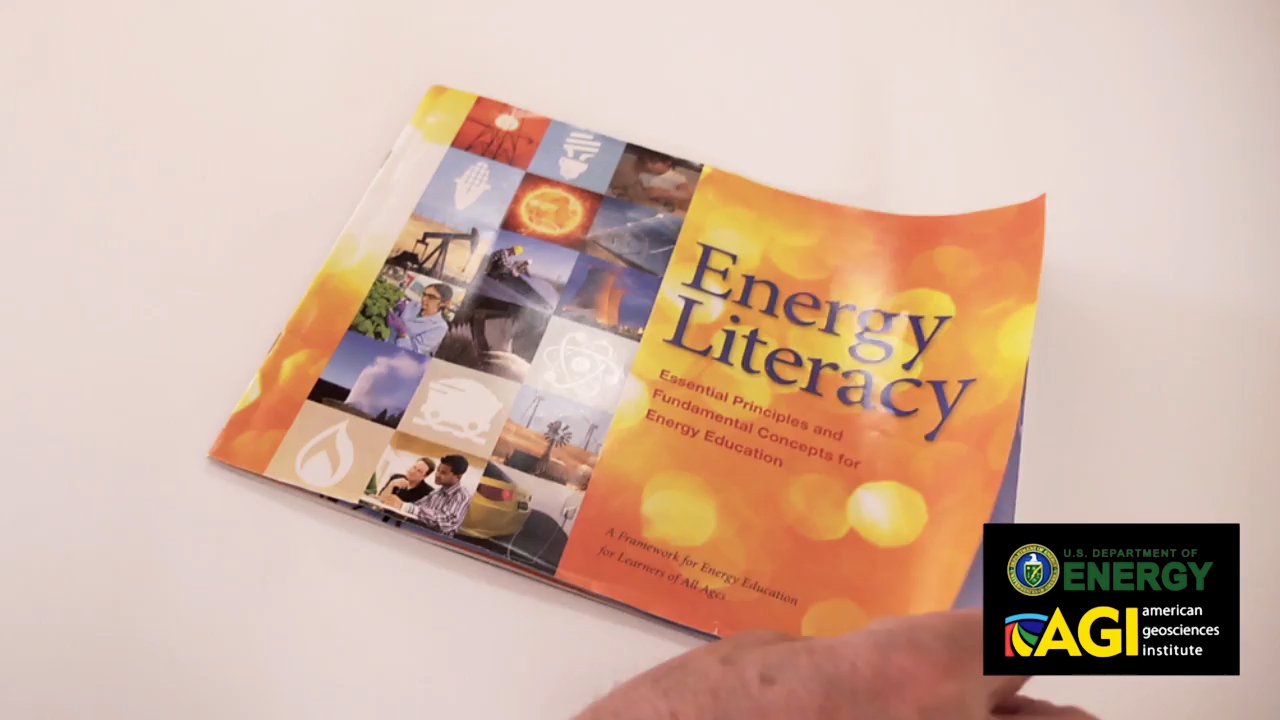 Energy
Literacy
Essential Principles and
Fundamental Concepts for
Energy Education
A Framework for Energy Education
for Learners of All Ages
U.S. DEPARTMENT OF
ENERGY
AGI
american
geosciences
institute